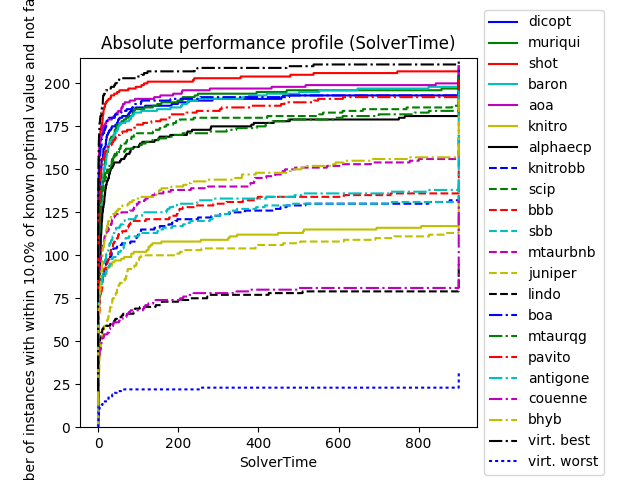 Absolute performance profile (SolverTime)
of instances with within 10.0% of known optimal value and not
200
175
150
125
100
75
50
25
0
0
200
400
600
800
SolverTime
dicopt
muriqui
shot
baron
aoa
knitro
alphaecp
knitrobb
scip
bbb
sbb
mtaurbnb
juniper
lindo
boa
mtaurqg
pavito
antigone
couenne
bhyb
virt. best
virt. worst